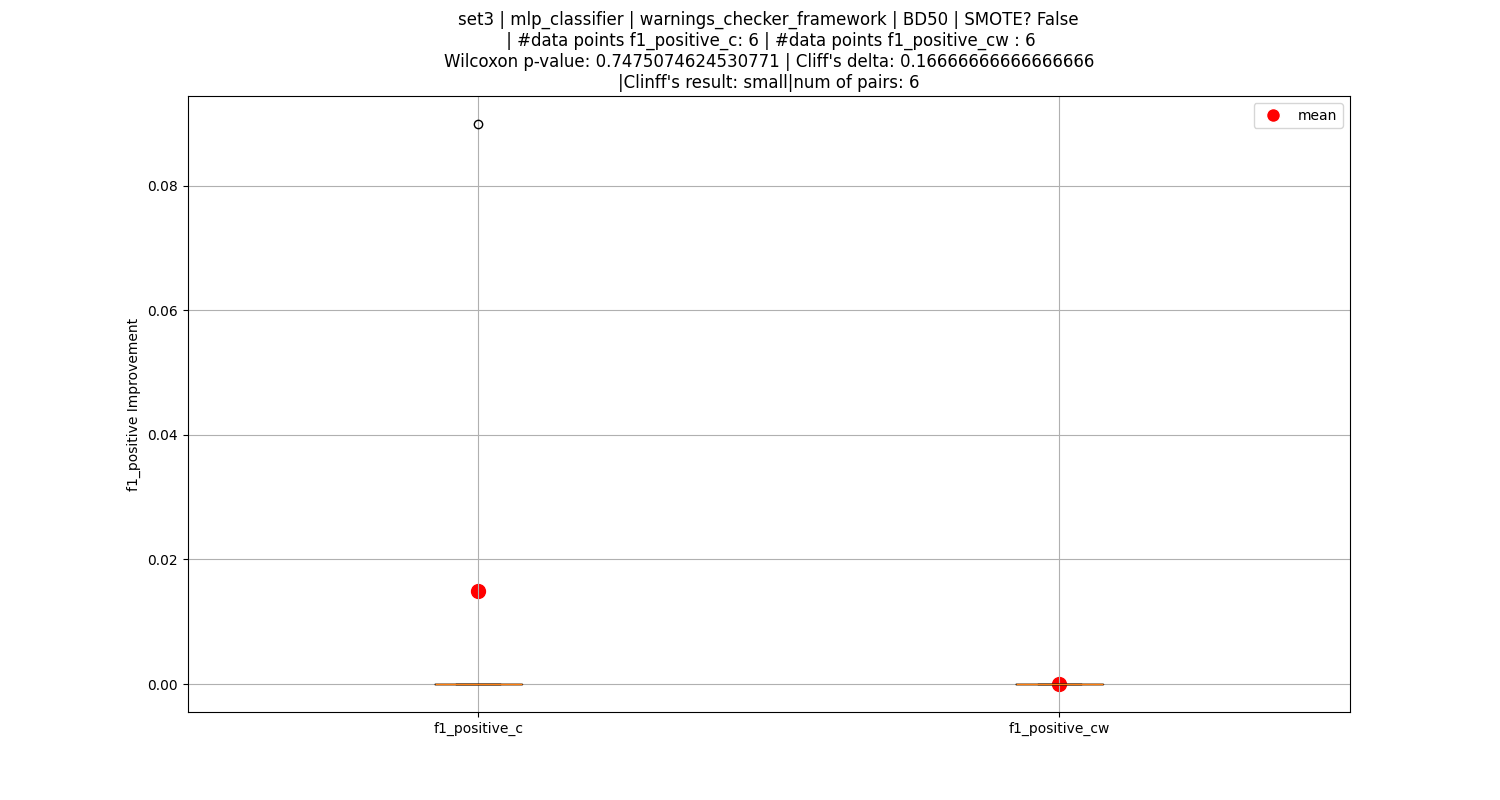 set3 | mlp_classifier | warnings_checker_framework | BD50 | SMOTE? False
| #data points f1_positive_c: 6 | #data points f1_positive_cw : 6
Wilcoxon p-value: 0.7475074624530771 | Cliff's delta: 0.16666666666666666
|Clinff's result: small|num of pairs: 6
mean
f1_positive Improvement
0.08
0.06
0.04
0.02
0.00
f1_positive_c
f1_positive_cw